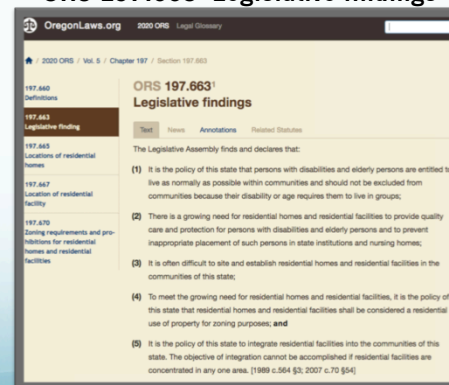 ORS 197.663 Legislative findings
OregonLaws.org 2020 ORS Legal Glossary
/ 2020 ORS / Vol. 5 / Chapter 197 / Section 197.663
197.660
Definitions
197.663
Legislative finding
197.665
Locations of residential
homes
197.667
Location of residential
facility
197.670
Zoning requirements and pro-
hibitions for residential
homes and residential
facilities
ORS 197.663¹
Legislative findings
Text News Annotations Related Statutes
The Legislative Assembly finds and declares that:
(1) It is the policy of this state that persons with disabilities and elderly persons are entitled to
live as normally as possible within communities and should not be excluded from
communities because their disability or age requires them to live in groups;
(2) There is a growing need for residential homes and residential facilities to provide quality
care and protection for persons with disabilities and elderly persons and to prevent
inappropriate placement of such persons in state institutions and nursing homes;
(3) It is often difficult to site and establish residential homes and residential facilities in the
communities of this state;
(4) To meet the growing need for residential homes and residential facilities, it is the policy of
this state that residential homes and residential facilities shall be considered a residential
use of property for zoning purposes; and
(5) It is the policy of this state to integrate residential facilities into the communities of this
state. The objective of integration cannot be accomplished if residential facilities are
concentrated in any one area. [1989 c.564 §3; 2007 c.70 §54]